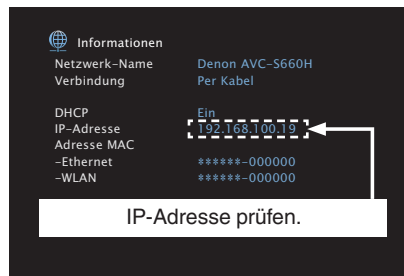 Informationen
Netzwerk-Name Denon AVC-S660H
Verbindung Per Kabel
DHCP Ein
IP-Adresse 192.168.100.19
Adresse MAC
-Ethernet ******-000000
-WLAN ******-000000
IP-Adresse prüfen.